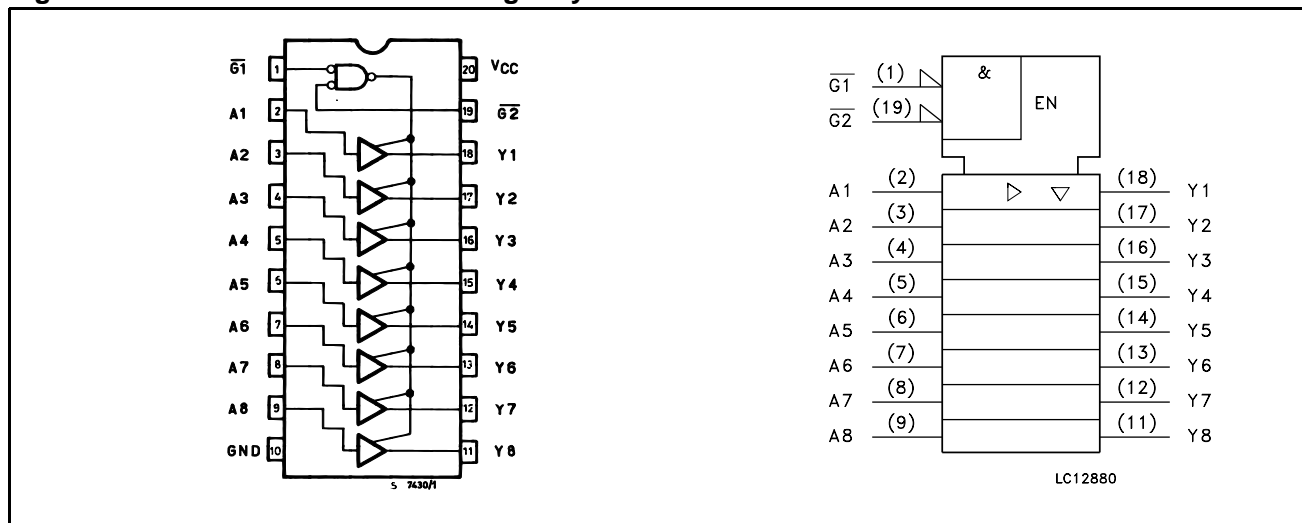 G1 1 20 VCC
A1 2 19 G2
A2 3 18 Y1
A3 4 17 Y2
A4 5 16 Y3
A5 6 15 Y4
A6 7 14 Y5
A7 8 13 Y6
A8 9 12 Y7
GND 10 11 Y8
S 7430/1
G1 (1) &
G2 (19) EN
A1 (2) (18) Y1
A2 (3) (17) Y2
A3 (4) (16) Y3
A4 (5) (15) Y4
A5 (6) (14) Y5
A6 (7) (13) Y6
A7 (8) (12) Y7
A8 (9) (11) Y8
LC12880